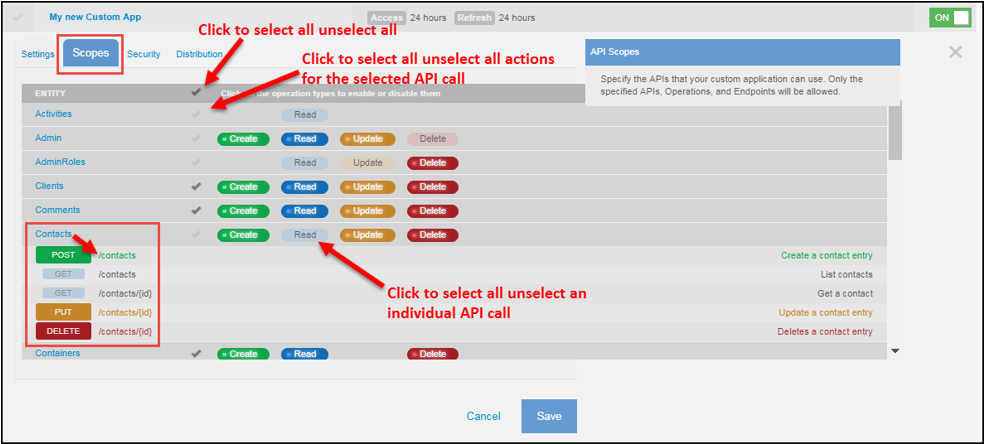 My new Custom App Access 24 hours Refresh 24 hours ON
Click to select all unselect all
Settings Scopes Security Distribution
Click to select all unselect all actions
for the selected API call
API Scopes
Specify the APIs that your custom application can use. Only the
specified APIs, Operations, and Endpoints will be allowed.
ENTITY Click the operation types to enable or disable them
Activities Read
Admin Create Read Update Delete
AdminRoles Read Update Delete
Clients Create Read Update Delete
Comments Create Read Update Delete
Contacts Create Read Update Delete
POST /contacts Create a contact entry
GET /contacts List contacts
GET /contacts/{id} Get a contact
Click to select all unselect an
individual API call
PUT /contacts/{id} Update a contact entry
DELETE /contacts/{id} Deletes a contact entry
Containers Create Read Delete
Cancel Save